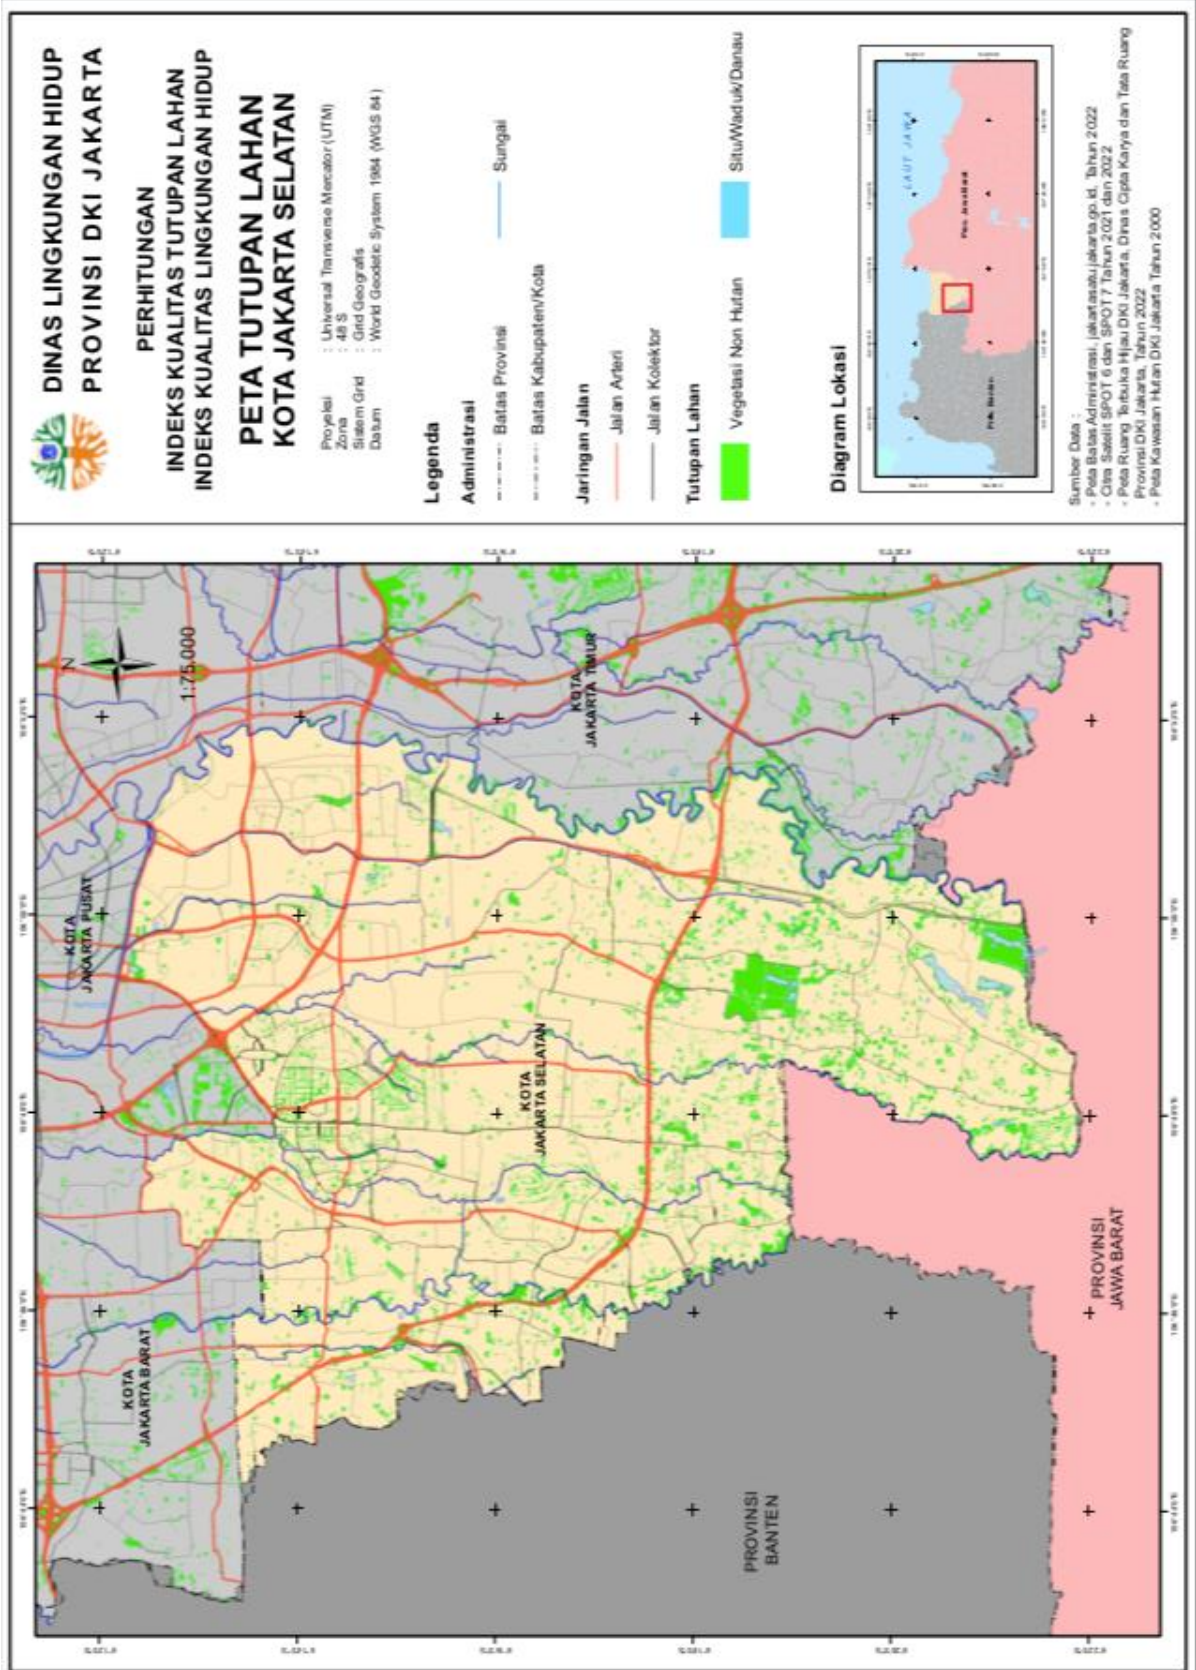 DINAS LINGKUNGAN HIDUP
PROVINSI DKI JAKARTA
PERHITUNGAN
INDEKS KUALITAS TUTUPAN LAHAN
INDEKS KUALITAS LINGKUNGAN HIDUP
PETA TUTUPAN LAHAN
KOTA JAKARTA SELATAN
Proyeksi : Universal Transverse Mercator (UTM)
Zona : 48 S
Sistem Grid : Grid Geografis
Datum : World Geodetic System 1984 (WGS 84)
Legenda
Administrasi
Batas Provinsi
Sungai
Batas Kabupaten/Kota
Jaringan Jalan
Jalan Arteri
Jalan Kolektor
Tutupan Lahan
Vegetasi Non Hutan
Situ/Waduk/Danau
Diagram Lokasi
LAUT JAWA
Sumber Data :
- Peta Batas Administrasi, jakartasatu.jakarta.go.id, Tahun 2022
- Citra Satelit SPOT 6 dan SPOT 7 Tahun 2021 dan 2022
- Peta Ruang Terbuka Hijau DKI Jakarta, Dinas Cipta Karya dan Tata Ruang
Provinsi DKI Jakarta, Tahun 2022
- Peta Kawasan Hutan DKI Jakarta Tahun 2000
N
1:75.000
KOTA
JAKARTA PUSAT
KOTA
JAKARTA TIMUR
KOTA
JAKARTA SELATAN
KOTA
JAKARTA BARAT
PROVINSI
BANTEN
PROVINSI
JAWA BARAT